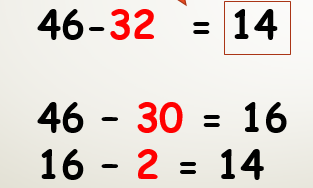 46-32 = 14
46 - 30 = 16
16 - 2 = 14